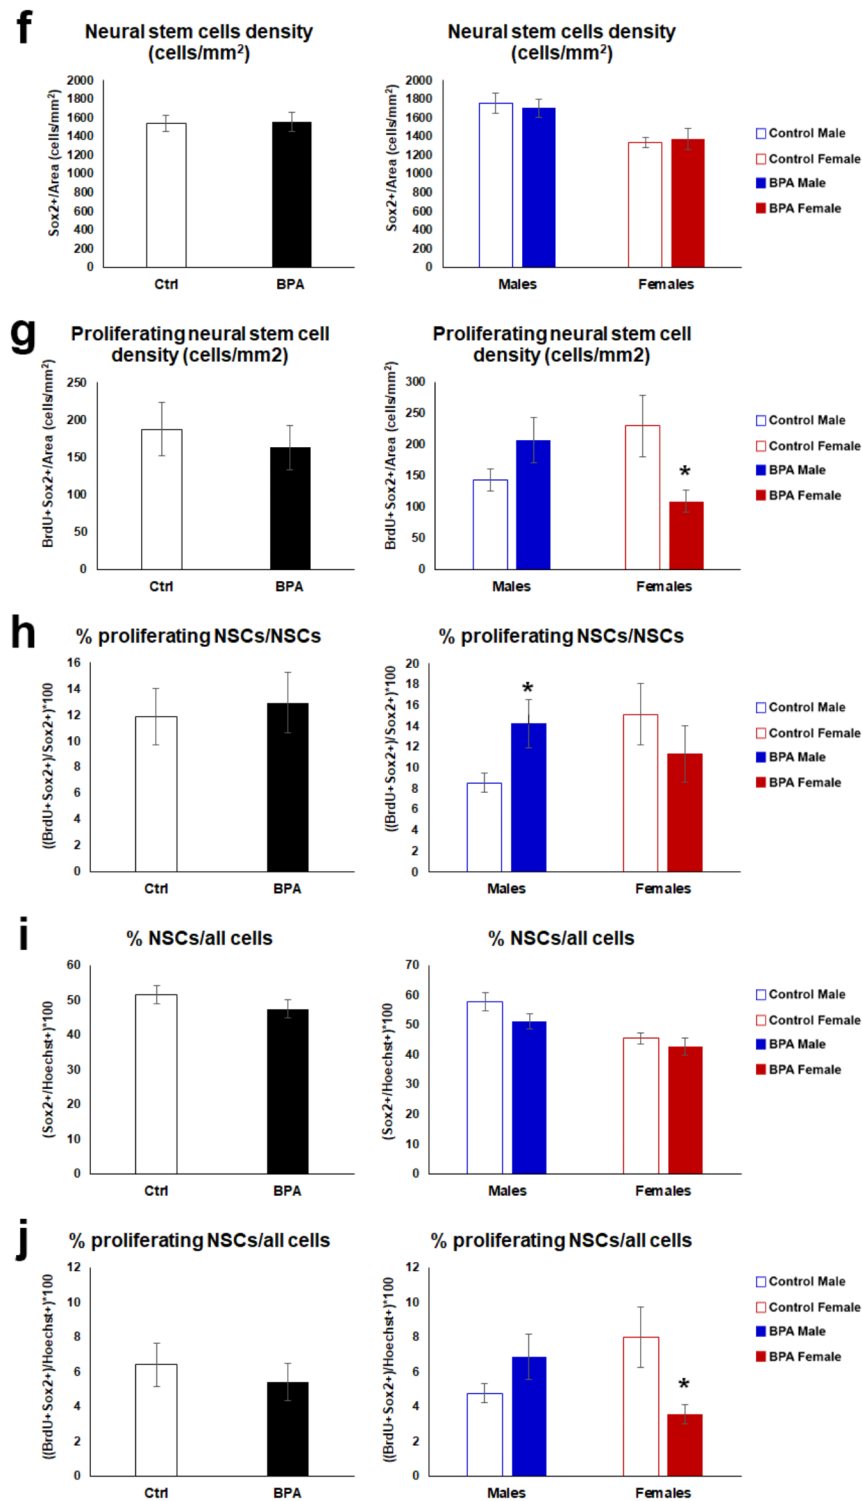 f
Neural stem cells density
(cells/mm²)
Sox2+/Area (cells/mm²)
2000
1800
1600
1400
1200
1000
800
600
400
200
0
Ctrl BPA
Neural stem cells density
(cells/mm²)
Sox2+/Area (cells/mm²)
2000
1800
1600
1400
1200
1000
800
600
400
200
0
Males Females
Control Male
Control Female
BPA Male
BPA Female
g
Proliferating neural stem cell
density (cells/mm2)
BrdU+Sox2+/Area (cells/mm²)
250
200
150
100
50
0
Ctrl BPA
Proliferating neural stem cell
density (cells/mm2)
BrdU+Sox2+/Area (cells/mm²)
300
250
200
150
100
50
0
*
Males Females
Control Male
Control Female
BPA Male
BPA Female
h
% proliferating NSCs/NSCs
((BrdU+Sox2+)/Sox2+)*100
16
14
12
10
8
6
4
2
0
Ctrl BPA
% proliferating NSCs/NSCs
((BrdU+Sox2+)/Sox2+)*100
20
18
16
14
12
10
8
6
4
2
0
*
Males Females
Control Male
Control Female
BPA Male
BPA Female
i
% NSCs/all cells
(Sox2+/Hoechst+)*100
60
50
40
30
20
10
0
Ctrl BPA
% NSCs/all cells
(Sox2+/Hoechst+)*100
70
60
50
40
30
20
10
0
Males Females
Control Male
Control Female
BPA Male
BPA Female
j
% proliferating NSCs/all cells
((BrdU+Sox2+)/Hoechst+)*100
12
10
8
6
4
2
0
Ctrl BPA
% proliferating NSCs/all cells
((BrdU+Sox2+)/Hoechst+)*100
12
10
8
6
4
2
0
*
Males Females
Control Male
Control Female
BPA Male
BPA Female